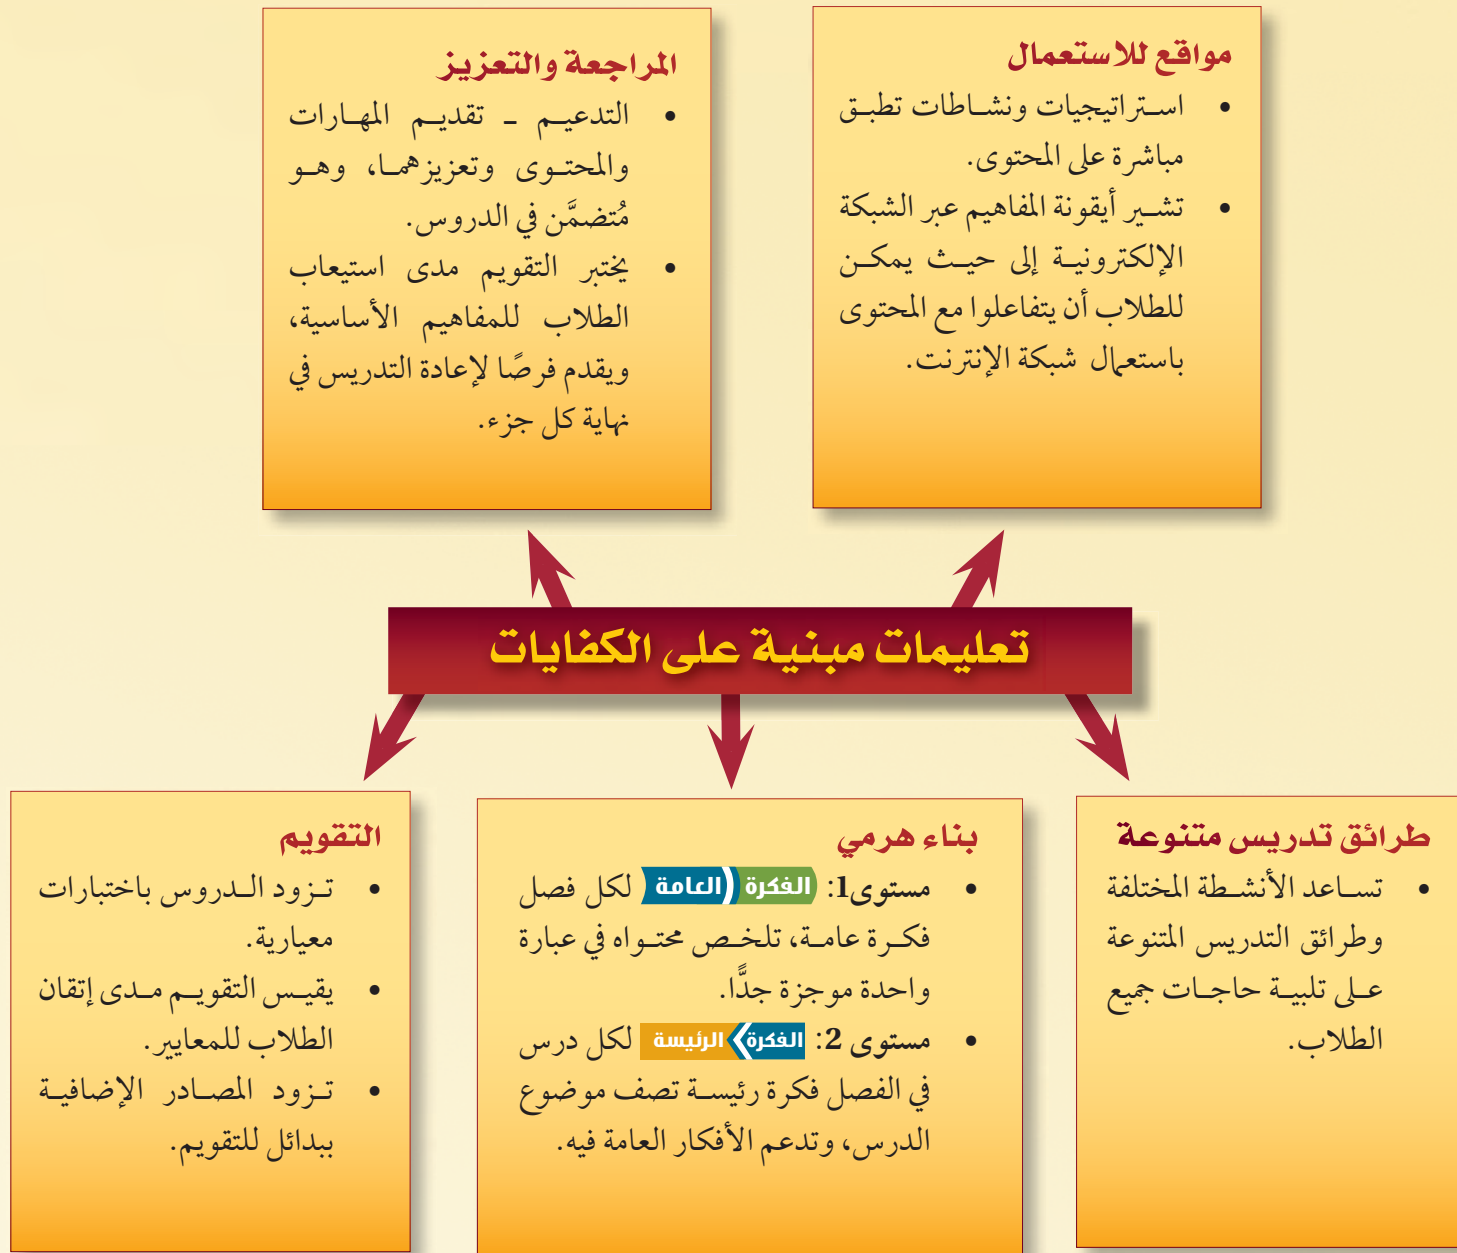 مواقع للاستعمال
• استراتيجيات ونشاطات تطبق
مباشرة على المحتوى.
• تشير أيقونة المفاهيم عبر الشبكة
الإلكترونية إلى حيث يمكن
للطلاب أن يتفاعلوا مع المحتوى
باستعمال شبكة الإنترنت.
المراجعة والتعزيز
• التدعيم – تقديم المهارات
والمحتوى وتعزيزهما، وهو
مُتضمَّن في الدروس.
• يختبر التقويم مدى استيعاب
الطلاب للمفاهيم الأساسية،
ويقدم فرصًا لإعادة التدريس في
نهاية كل جزء.
تعليمات مبنية على الكفايات
طرائق تدريس متنوعة
• تساعد الأنشطة المختلفة
وطرائق التدريس المتنوعة
على تلبية حاجات جميع
الطلاب.
بناء هرمي
• مستوى1: الفكرة العامة لكل فصل
فكرة عامة، تلخص محتواه في عبارة
واحدة موجزة جدًّا.
• مستوى 2: الفكرة الرئيسة لكل درس
في الفصل فكرة رئيسة تصف موضوع
الدرس، وتدعم الأفكار العامة فيه.
التقويم
• تزود الدروس باختبارات
معيارية.
• يقيس التقويم مدى إتقان
الطلاب للمعايير.
• تزود المصادر الإضافية
ببدائل للتقويم.